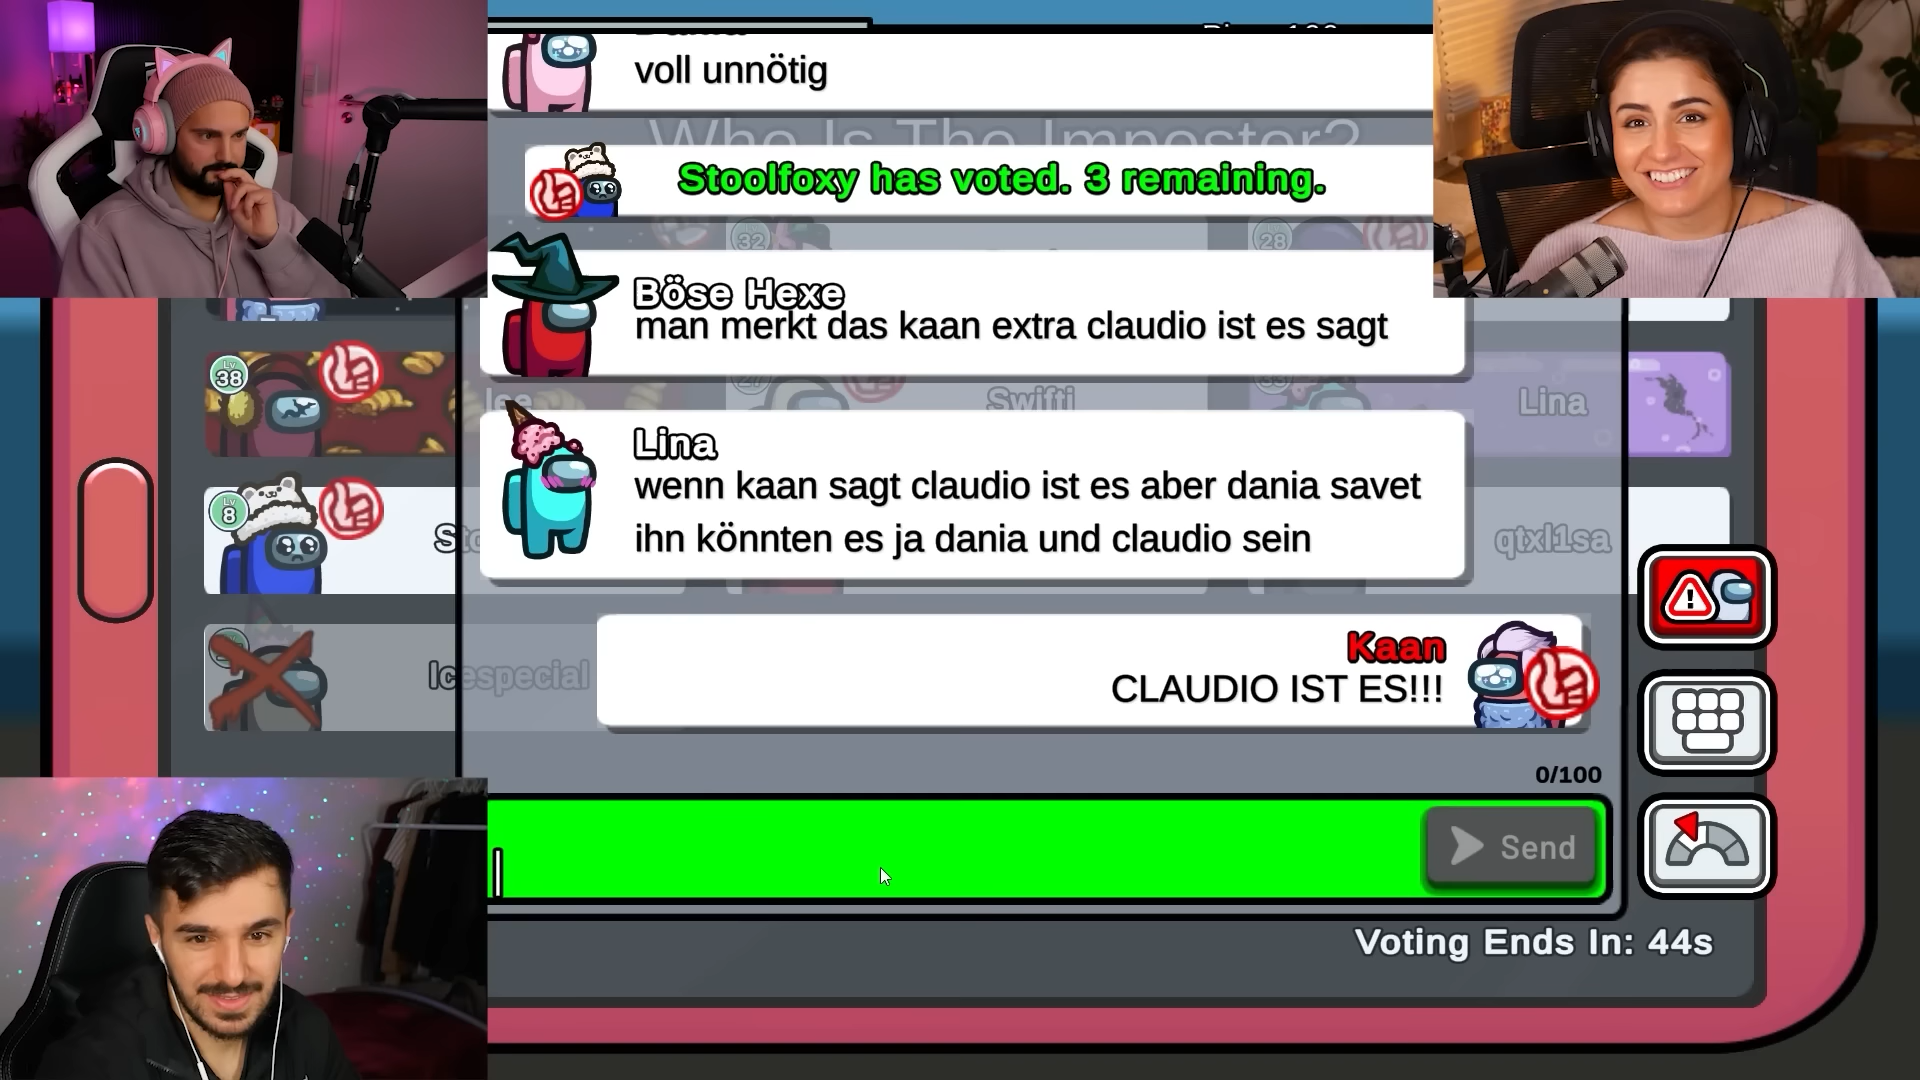 voll unnötig
Who Is The Impostor?
Stoolfoxy has voted. 3 remaining.
32
28
Böse Hexe
man merkt das kaan extra claudio ist es sagt
Lv
38
Swifti
Lina
Lina
wenn kaan sagt claudio ist es aber dania savet
ihn könnten es ja dania und claudio sein
Lv
8
qtxl1sa
Icespecial
Kaan
CLAUDIO IST ES!!!
0/100
Send
Voting Ends In: 44s